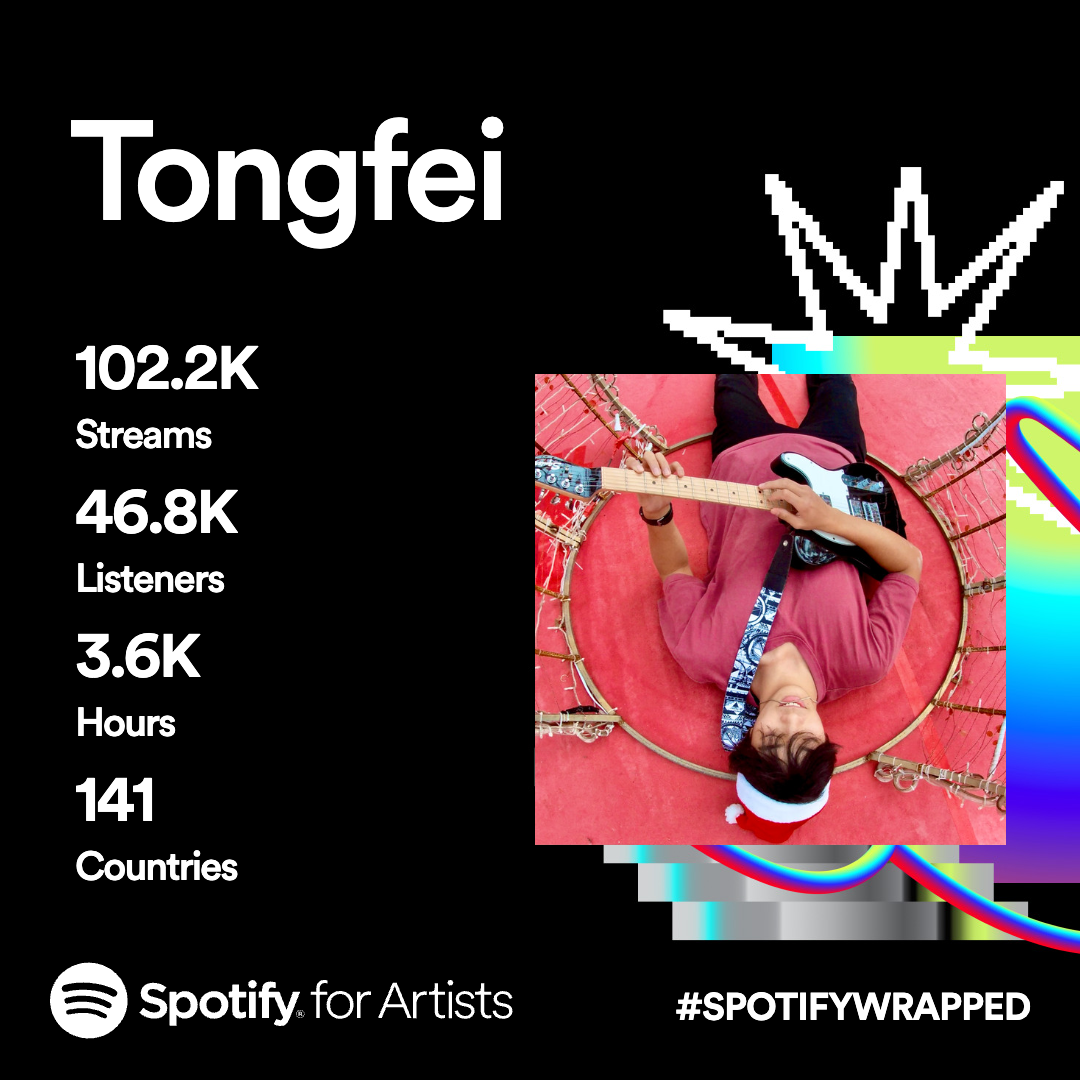 Tongfei
102.2K
Streams
46.8K
Listeners
3.6K
Hours
141
Countries
Spotify® for Artists
#SPOTIFYWRAPPED